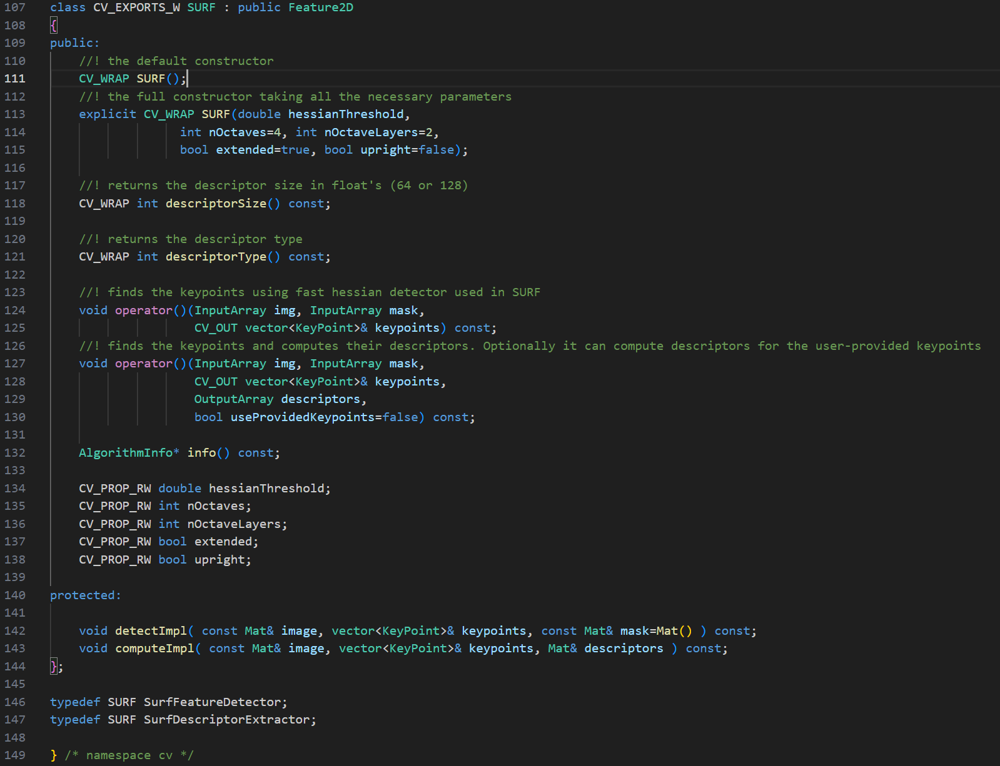 107 class CV_EXPORTS_W SURF : public Feature2D
108 {
109 public:
110     //! the default constructor
111     CV_WRAP SURF();
112     //! the full constructor taking all the necessary parameters
113     explicit CV_WRAP SURF(double hessianThreshold,
114                   int nOctaves=4, int nOctaveLayers=2,
115                   bool extended=true, bool upright=false);
116
117     //! returns the descriptor size in float's (64 or 128)
118     CV_WRAP int descriptorSize() const;
119
120     //! returns the descriptor type
121     CV_WRAP int descriptorType() const;
122
123     //! finds the keypoints using fast hessian detector used in SURF
124     void operator()(InputArray img, InputArray mask,
125                     CV_OUT vector<KeyPoint>& keypoints) const;
126     //! finds the keypoints and computes their descriptors. Optionally it can compute descriptors for the user-provided keypoints
127     void operator()(InputArray img, InputArray mask,
128                     CV_OUT vector<KeyPoint>& keypoints,
129                     OutputArray descriptors,
130                     bool useProvidedKeypoints=false) const;
131
132     AlgorithmInfo* info() const;
133
134     CV_PROP_RW double hessianThreshold;
135     CV_PROP_RW int nOctaves;
136     CV_PROP_RW int nOctaveLayers;
137     CV_PROP_RW bool extended;
138     CV_PROP_RW bool upright;
139
140 protected:
141
142     void detectImpl( const Mat& image, vector<KeyPoint>& keypoints, const Mat& mask=Mat() ) const;
143     void computeImpl( const Mat& image, vector<KeyPoint>& keypoints, Mat& descriptors ) const;
144 };
145
146 typedef SURF SurfFeatureDetector;
147 typedef SURF SurfDescriptorExtractor;
148
149 } /* namespace cv */